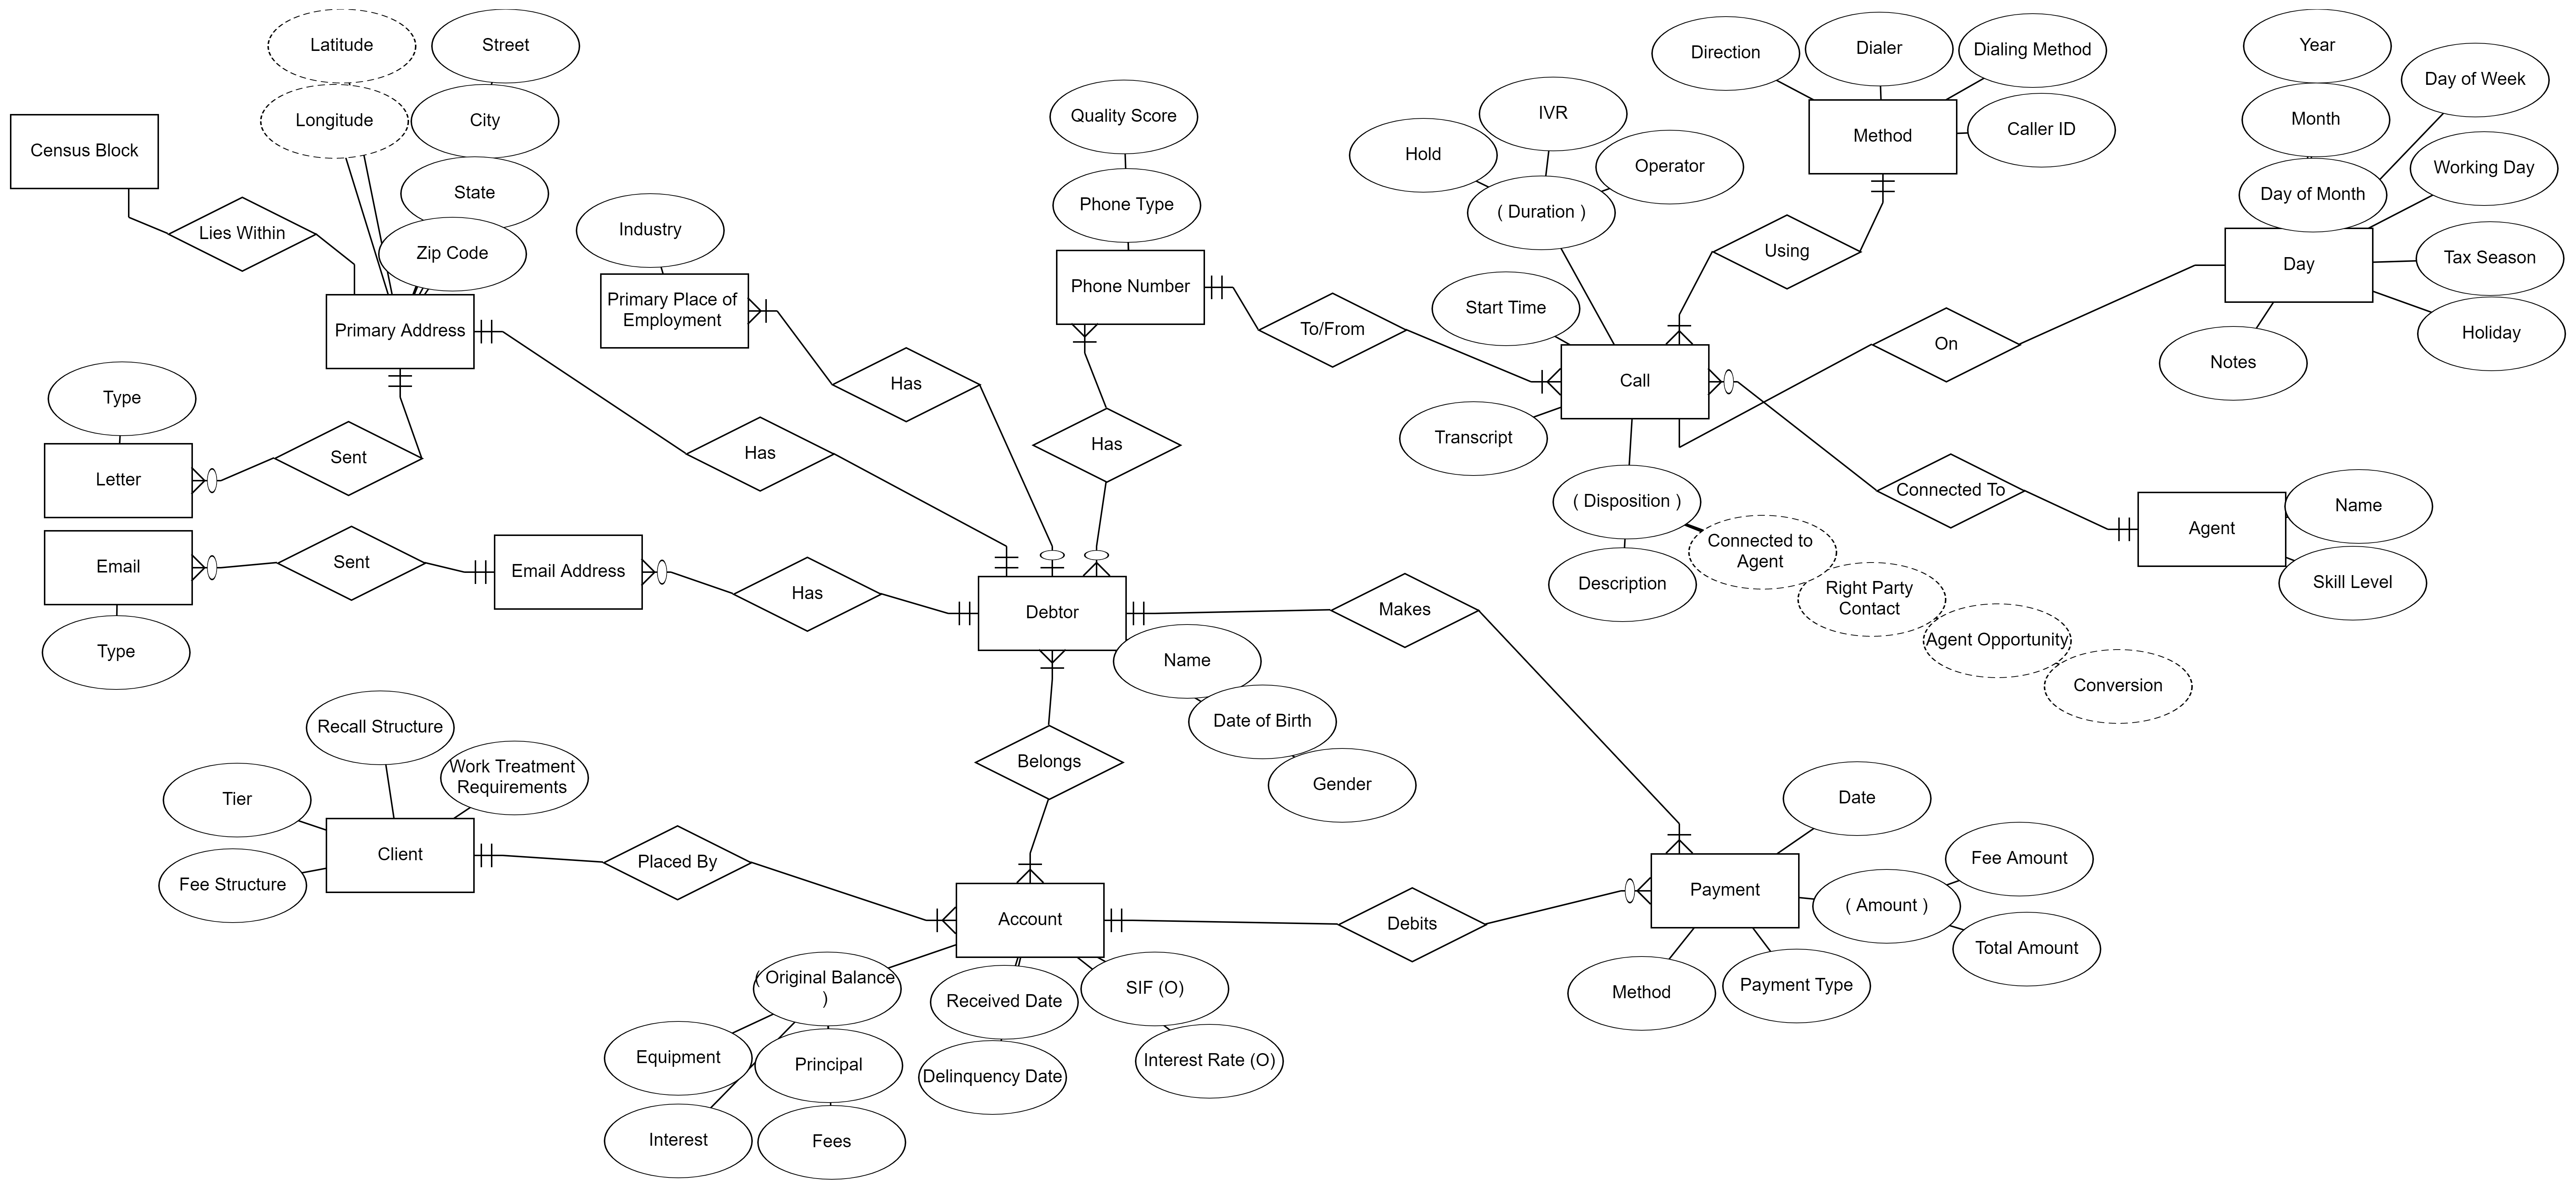 Latitude
Street
Year
Direction
Dialer
Dialing Method
Day of Week
Longitude
City
Quality Score
IVR
Month
Census Block
Hold
Method
Caller ID
Operator
Working Day
State
Day of Month
Phone Type
( Duration )
Lies Within
Industry
Zip Code
Using
Tax Season
Day
Phone Number
Primary Place of
Employment
Start Time
Primary Address
To/From
Holiday
On
Notes
Call
Has
Type
Transcript
Has
Has
Sent
Letter
Connected To
( Disposition )
Name
Agent
Connected to
Agent
Email
Sent
Email Address
Description
Skill Level
Has
Right Party
Contact
Debtor
Makes
Agent Opportunity
Type
Name
Conversion
Recall Structure
Date of Birth
Work Treatment
Requirements
Belongs
Gender
Tier
Date
Client
Placed By
Fee Amount
Fee Structure
Payment
( Amount )
Account
Debits
Total Amount
( Original Balance
)
Received Date
SIF (O)
Method
Payment Type
Equipment
Principal
Delinquency Date
Interest Rate (O)
Interest
Fees